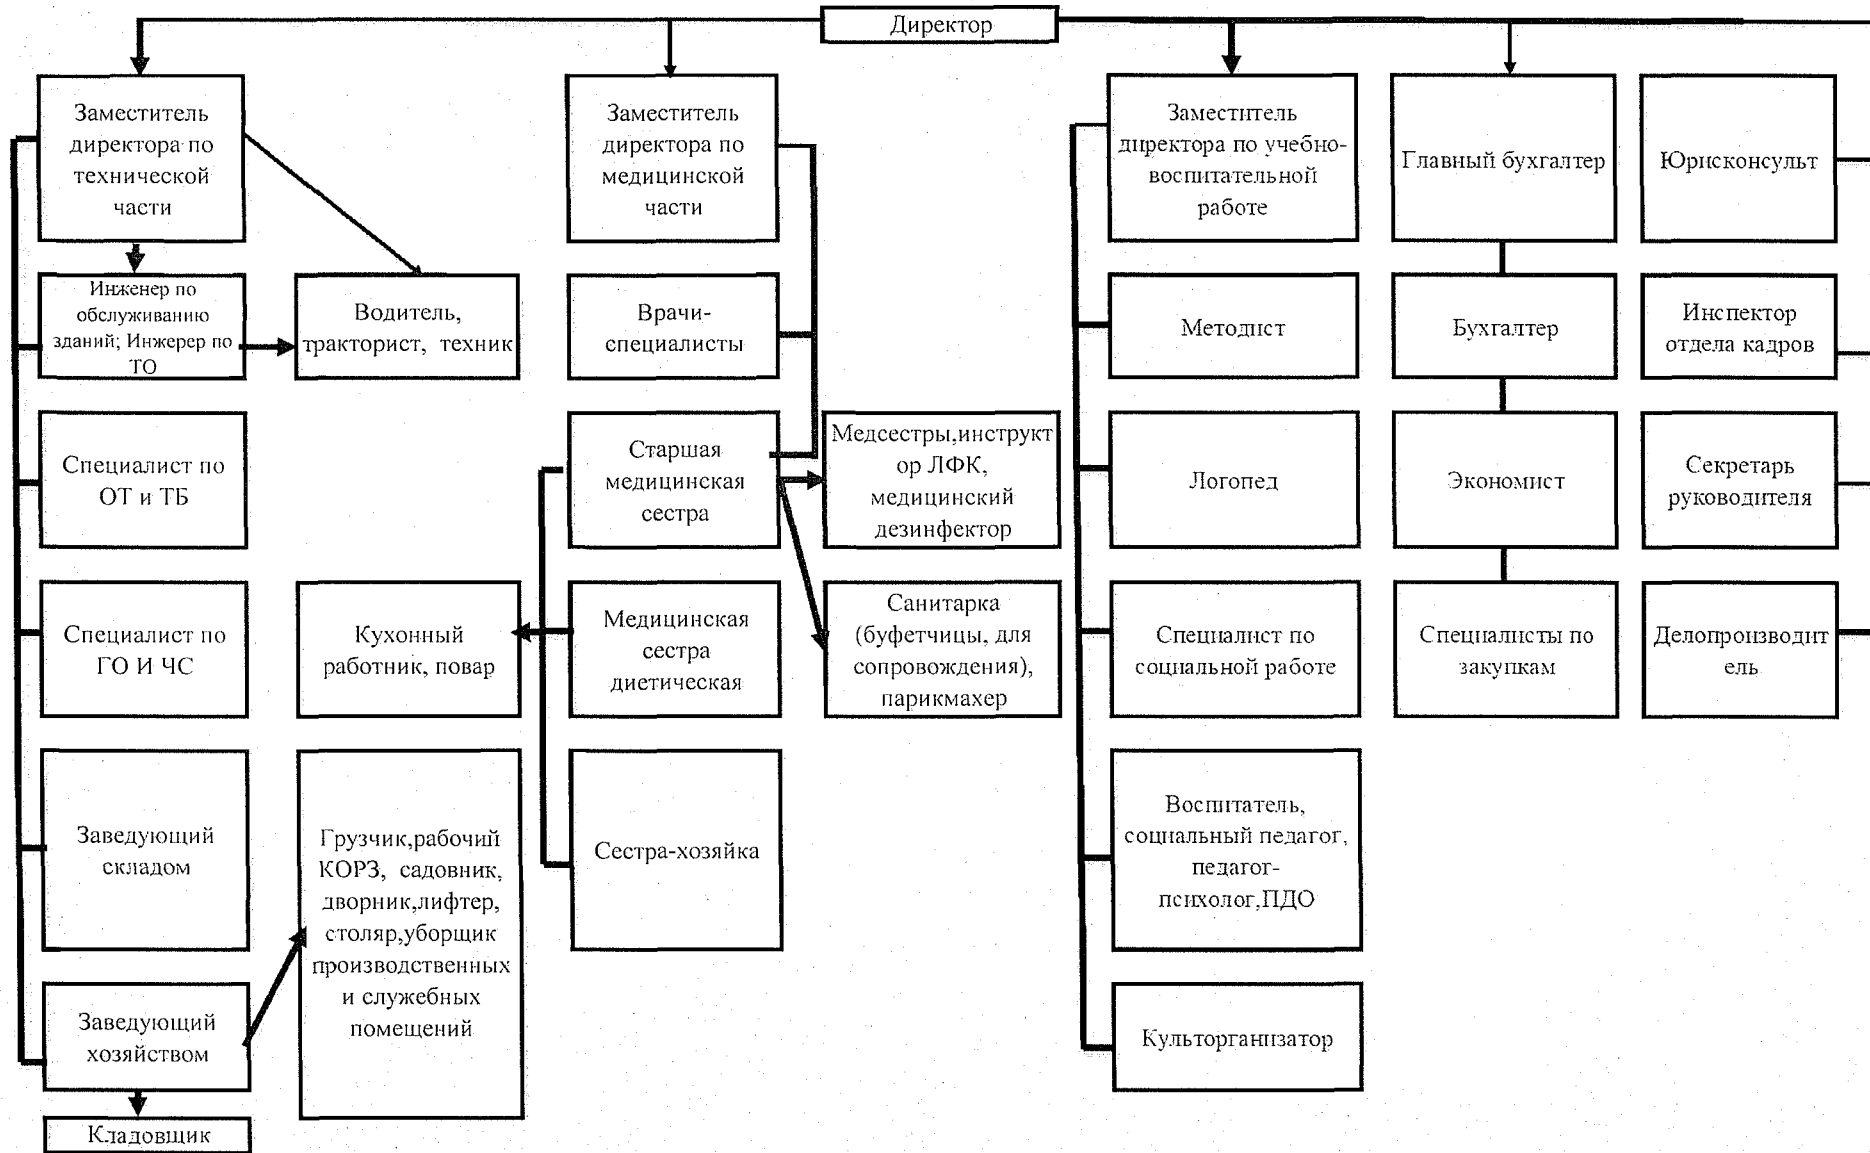 Директор
Заместитель
директора по
технической
части
Заместитель
директора по
медицинской
части
Заместитель
директора по учебно-
воспитательной
работе
Главный бухгалтер
Юрисконсульт
Инженер по
обслуживанию
зданий; Инжерер по
ТО
Водитель,
тракторист, техник
Врачи-
специалисты
Методист
Бухгалтер
Инспектор
отдела кадров
Специалист по
ОТ и ТБ
Старшая
медицинская
сестра
Медсестры,инструкт
ор ЛФК,
медицинский
дезинфектор
Логопед
Экономист
Секретарь
руководителя
Специалист по
ГО И ЧС
Кухонный
работник, повар
Медицинская
сестра
диетическая
Санитарка
(буфетчицы, для
сопровождения),
парикмахер
Специалист по
социальной работе
Специалисты по
закупкам
Делопроизводит
ель
Заведующий
складом
Грузчик,рабочий
КОРЗ, садовник,
дворник,лифтер,
столяр,уборщик
производственных
и служебных
помещений
Сестра-хозяйка
Воспитатель,
социальный педагог,
педагог-
психолог,ПДО
Заведующий
хозяйством
Культорганизатор
Кладовщик